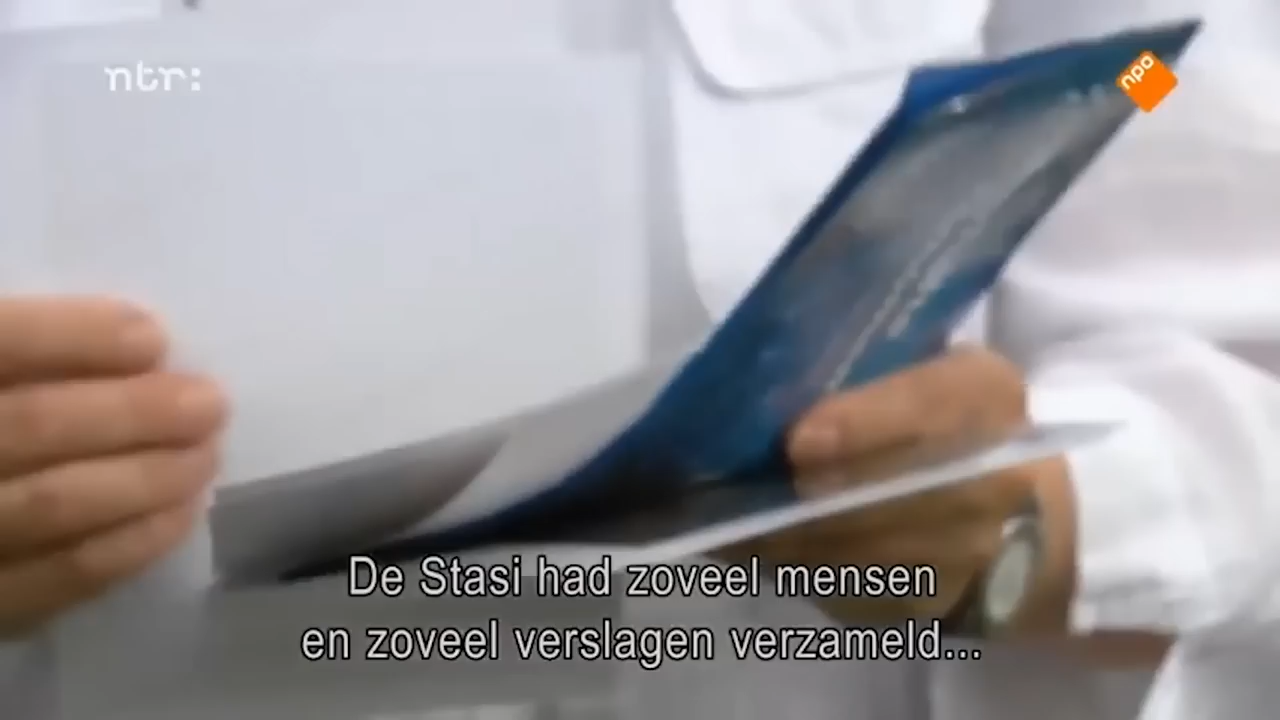 ntr:
npo
De Stasi had zoveel mensen
en zoveel verslagen verzameld...